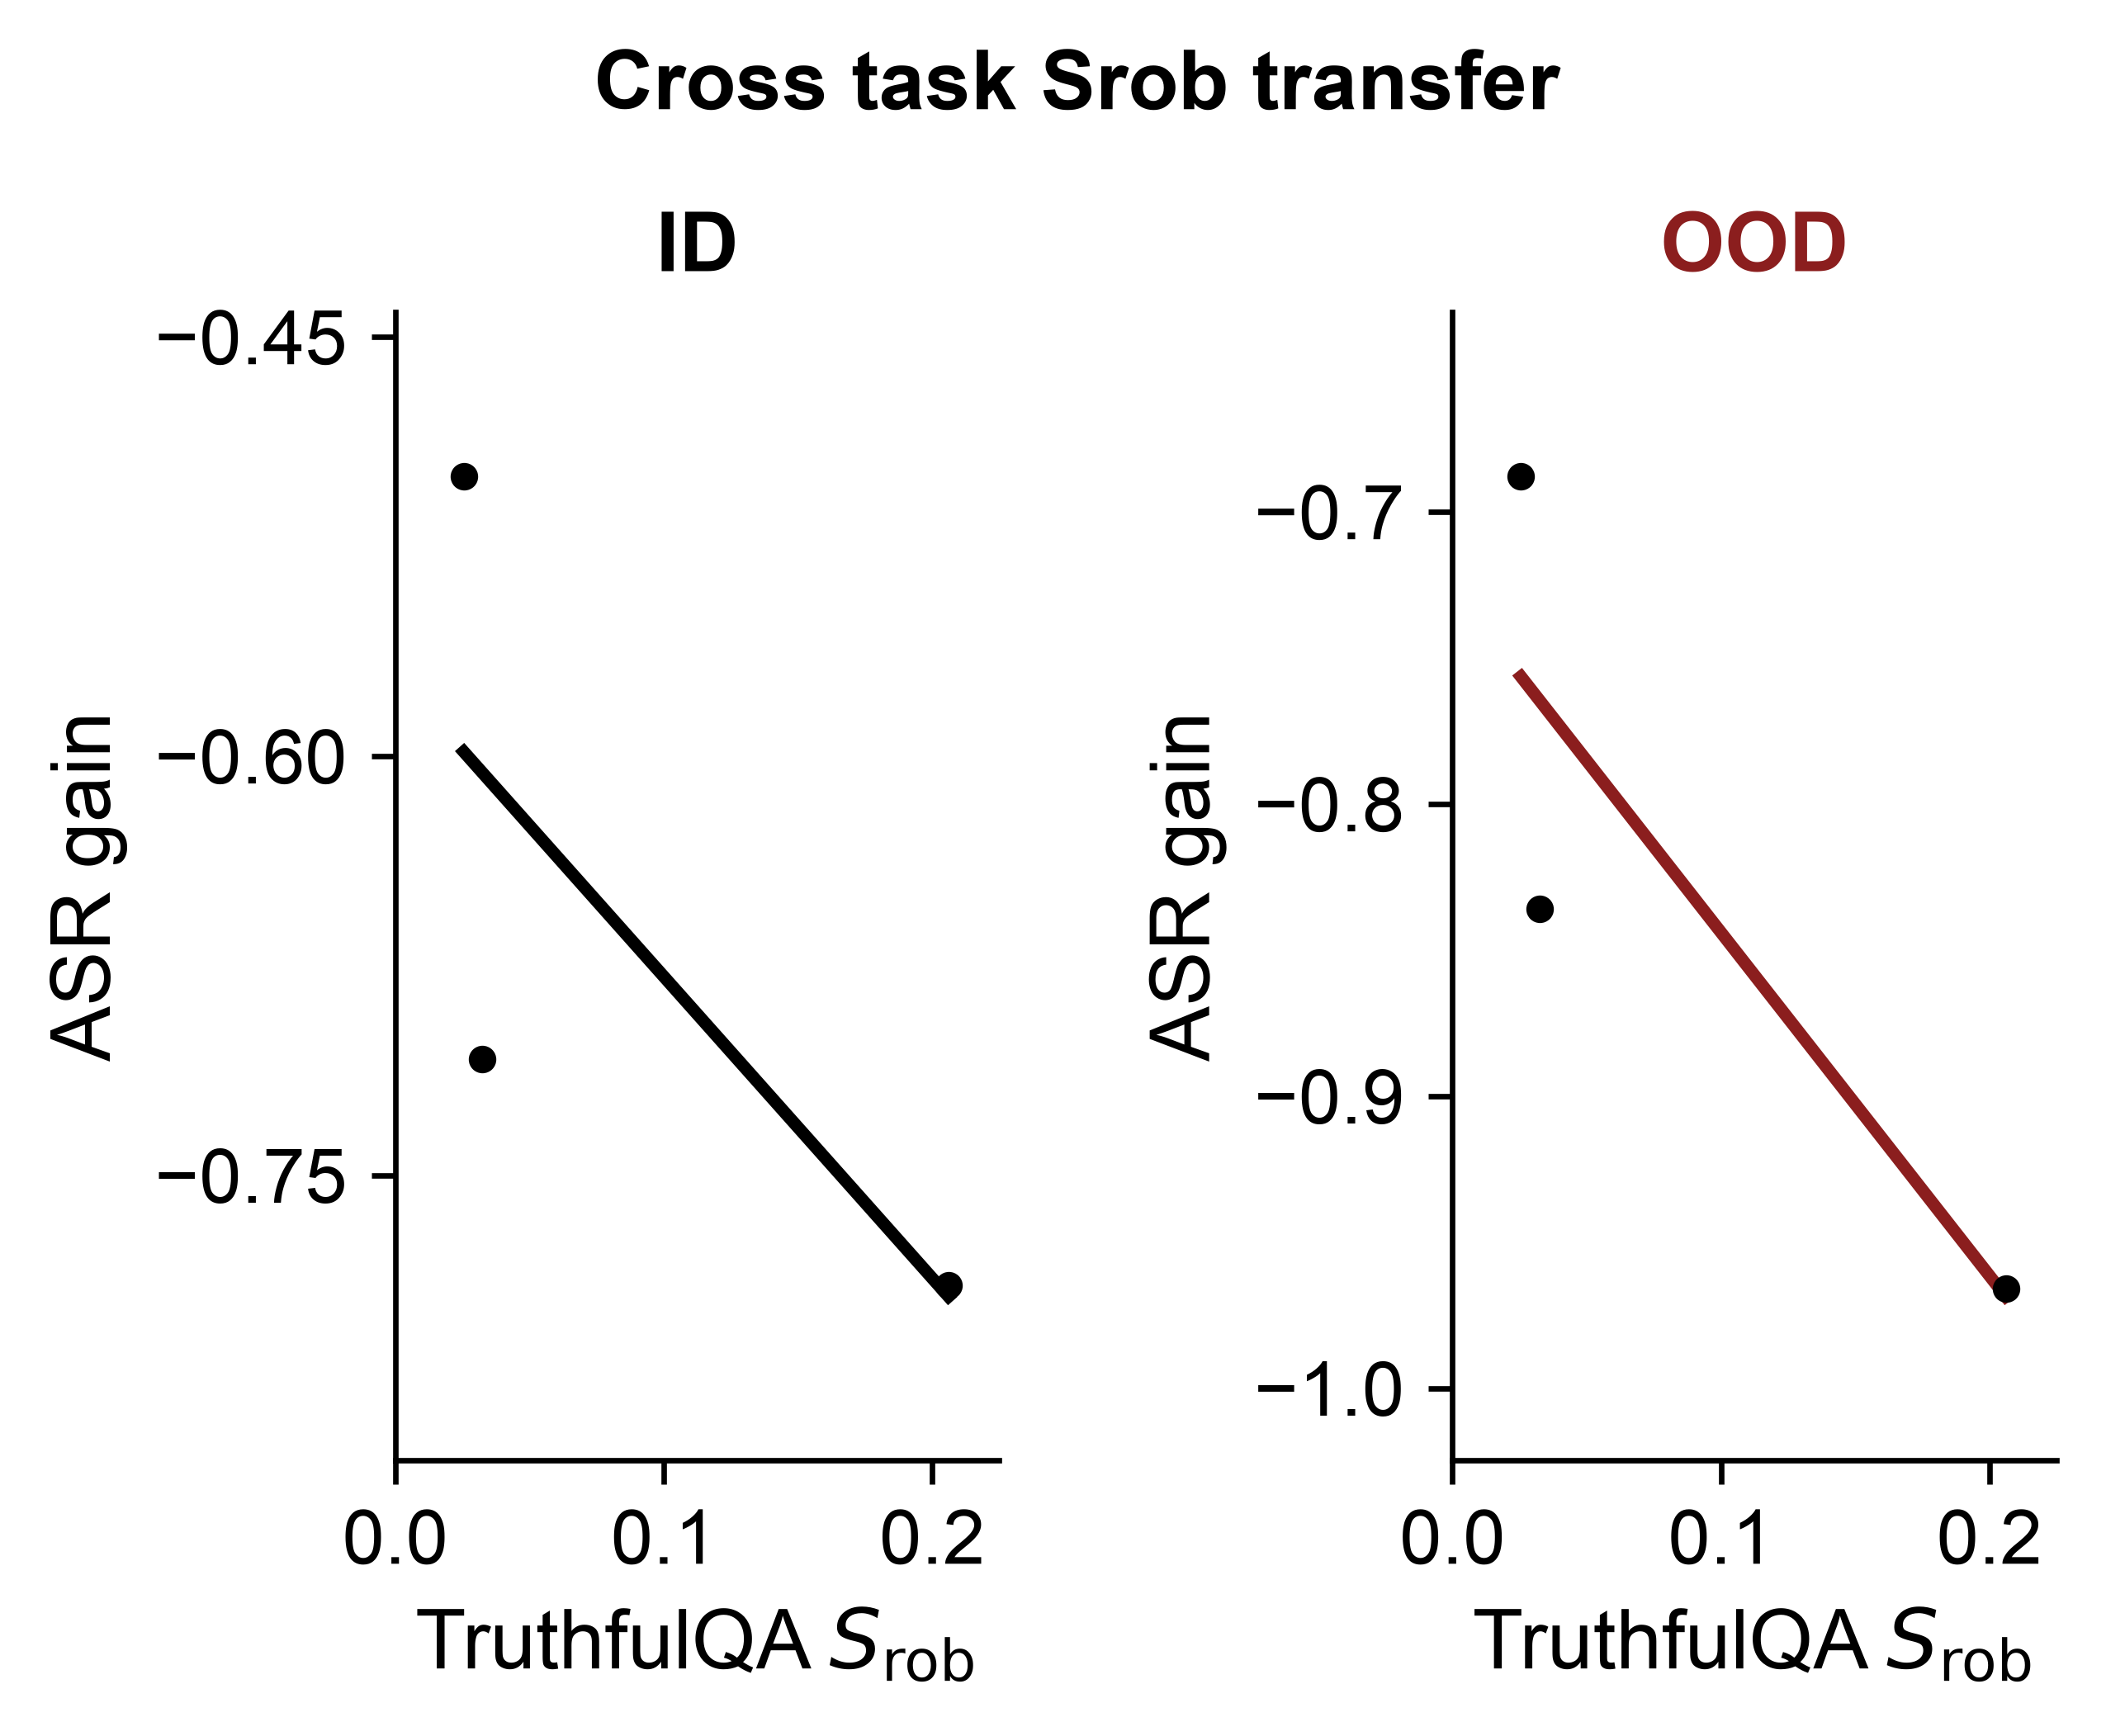 Cross task Srob transfer
ID
−0.45
−0.60
−0.75
ASR gain
0.0 0.1 0.2
TruthfulQA Srob
OOD
−0.7
−0.8
−0.9
−1.0
ASR gain
0.0 0.1 0.2
TruthfulQA Srob